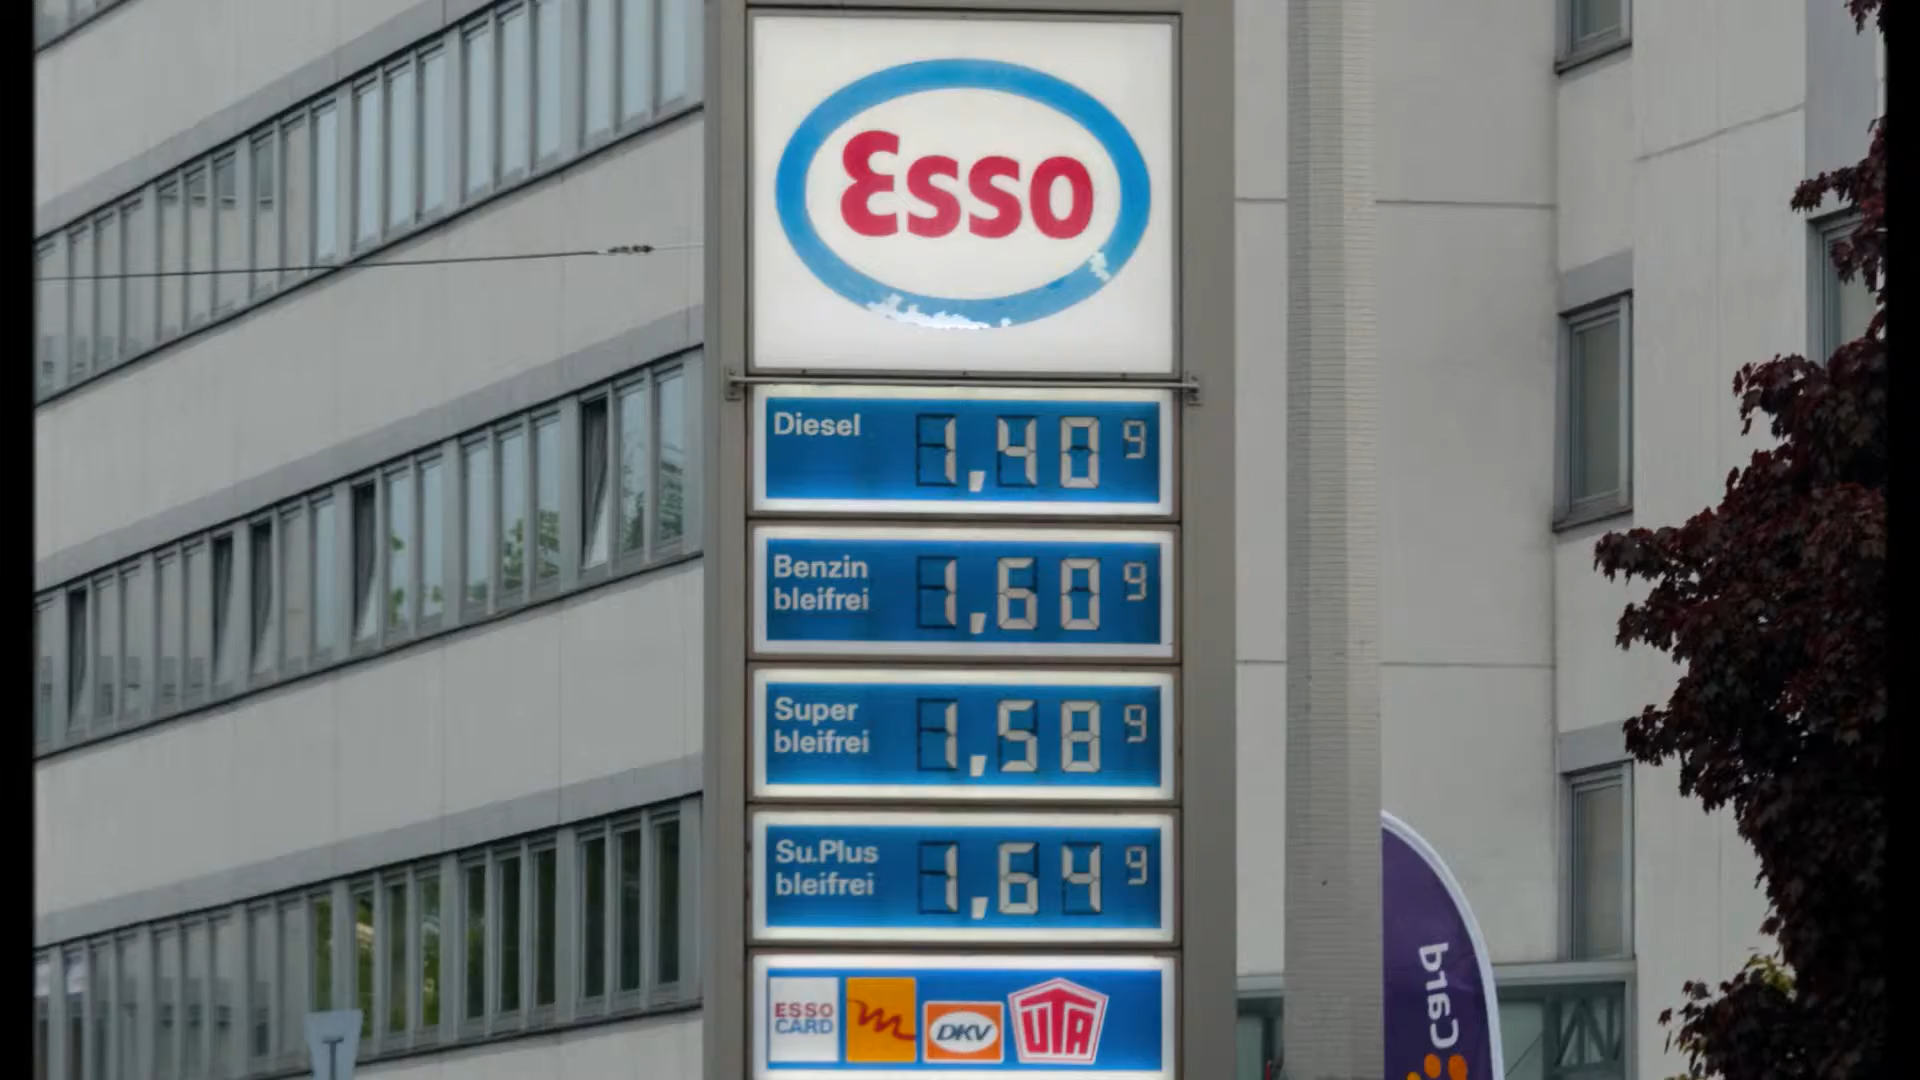 Esso
Diesel 1,40 9
Benzin
bleifrei 1,60 9
Super
bleifrei 1,58 9
Su.Plus
bleifrei 1,64 9
ESSO
CARD
m
DKV
UTA
Card